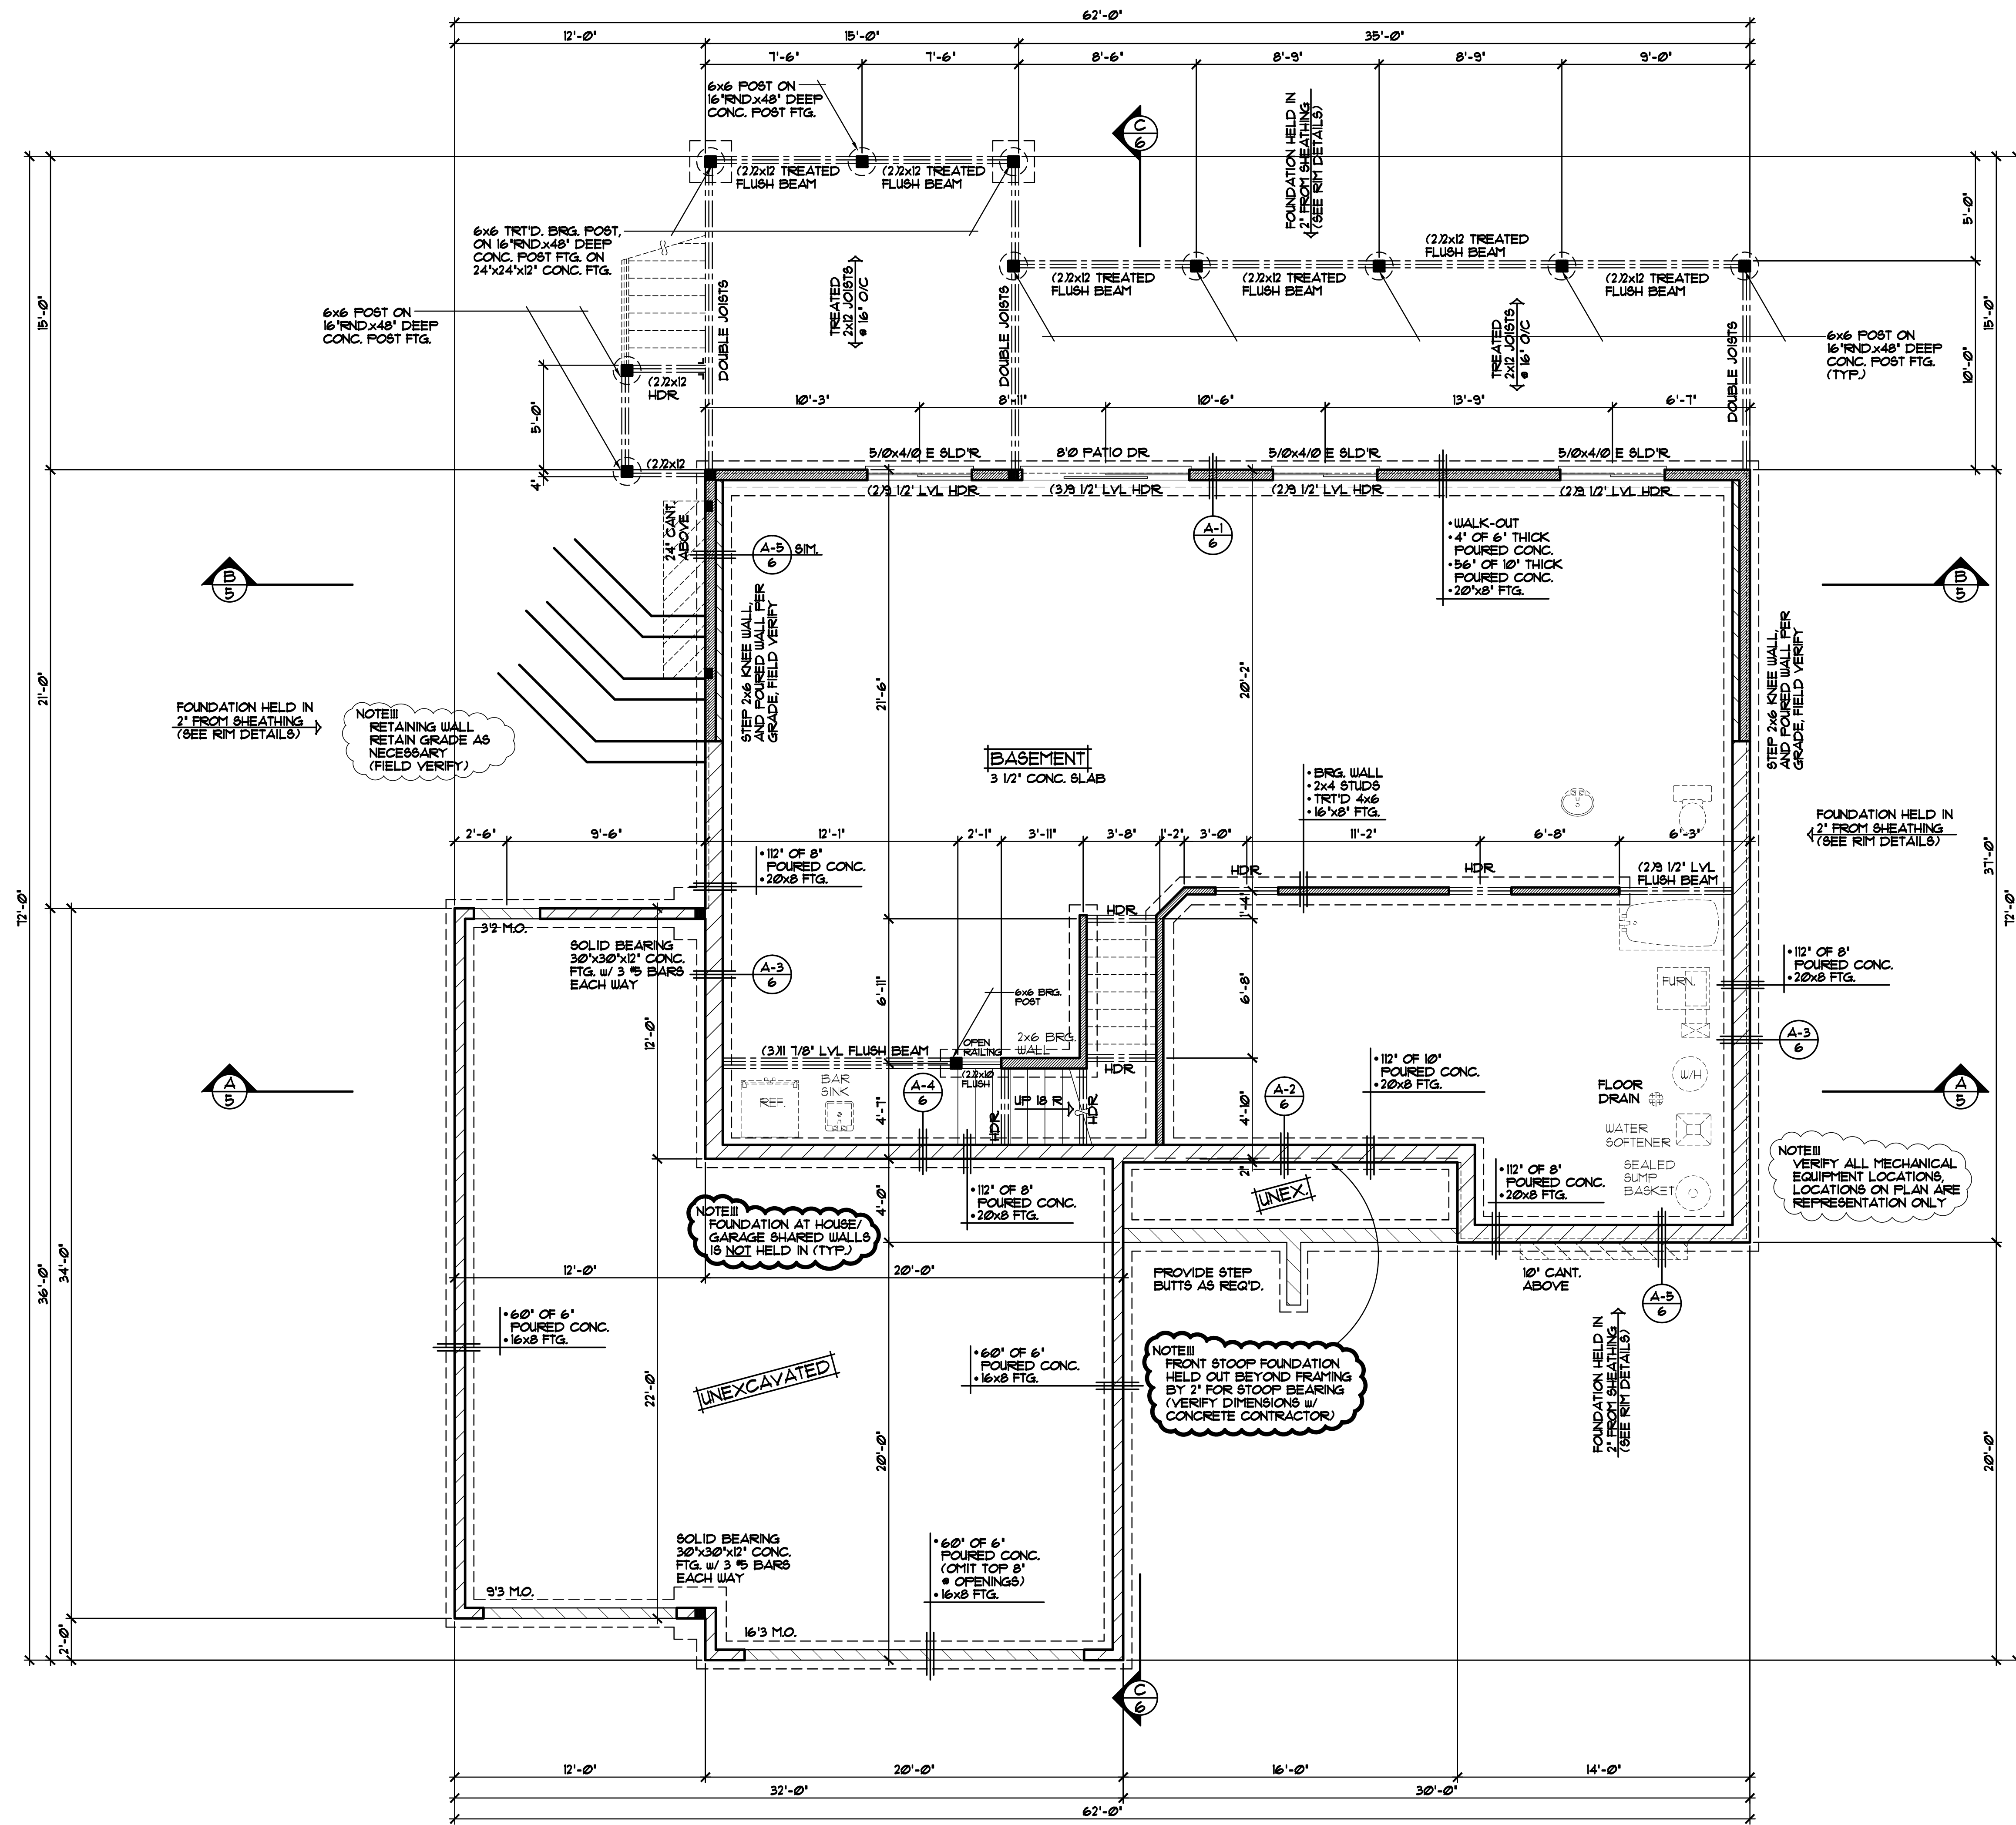 62'-0"
12'-0"
15'-0"
35'-0"
7'-6"
7'-6"
8'-6"
8'-9"
8'-9"
9'-0"
6x6 POST ON
16"RND.x48" DEEP
CONC. POST FTG.
C
6
FOUNDATION HELD IN
2" FROM SHEATHING
(SEE RIM DETAILS)
(2)2x12 TREATED
FLUSH BEAM
(2)2x12 TREATED
FLUSH BEAM
6x6 TRT'D. BRG. POST,
ON 16"RND.x48" DEEP
CONC. POST FTG. ON
24"x24"x12" CONC. FTG.
5'-0"
(2)2x12 TREATED
FLUSH BEAM
(2)2x12 TREATED
FLUSH BEAM
(2)2x12 TREATED
FLUSH BEAM
(2)2x12 TREATED
FLUSH BEAM
15'-0"
6x6 POST ON
16"RND.x48" DEEP
CONC. POST FTG.
DOUBLE JOISTS
TREATED
2x12 JOISTS
@ 16" O/C
DOUBLE JOISTS
TREATED
2x12 JOISTS
@ 16" O/C
DOUBLE JOISTS
6x6 POST ON
16"RND.x48" DEEP
CONC. POST FTG.
(TYP.)
10'-0"
15'-0"
(2)2x12
HDR.
5'-0"
4"
(2)2x12
10'-3"
8'-11"
10'-6"
13'-9"
6'-7"
5/0x4/0 E SLD'R
8'0 PATIO DR
5/0x4/0 E SLD'R
5/0x4/0 E SLD'R
(2)9 1/2' LVL HDR
(3)9 1/2' LVL HDR
(2)9 1/2' LVL HDR
(2)9 1/2' LVL HDR
24" CANT.
ABOVE
A-5
6
SIM.
A-1
6
•WALK-OUT
•4" OF 6" THICK
POURED CONC.
•56" OF 10" THICK
POURED CONC.
•20"x8" FTG.
B
5
B
5
STEP 2x6 KNEE WALL,
AND POURED WALL PER
GRADE, FIELD VERIFY
STEP 2x6 KNEE WALL,
AND POURED WALL PER
GRADE, FIELD VERIFY
21'-0"
21'-6"
20'-2"
FOUNDATION HELD IN
2" FROM SHEATHING
(SEE RIM DETAILS)
NOTE!!!
RETAINING WALL
RETAIN GRADE AS
NECESSARY
(FIELD VERIFY)
BASEMENT
3 1/2" CONC. SLAB
•BRG. WALL
•2x4 STUDS
•TRT'D 4x6
•16"x8" FTG.
FOUNDATION HELD IN
2" FROM SHEATHING
(SEE RIM DETAILS)
2'-6"
9'-6"
12'-1"
2'-1"
3'-11"
3'-8"
1'-2"
3'-0"
11'-2"
6'-8"
6'-3"
72'-0"
37'-0"
72'-0"
•112" OF 8"
POURED CONC.
•20x8 FTG.
HDR.
HDR.
(2)9 1/2" LVL
FLUSH BEAM
1'-4"
HDR.
3'2 M.O.
SOLID BEARING
30"x30"x12" CONC.
FTG. w/ 3 #5 BARS
EACH WAY
A-3
6
6'-11"
6'-8"
6x6 BRG.
POST
FURN.
•112" OF 8"
POURED CONC.
•20x8 FTG.
A-3
6
12'-0"
(3)11 7/8" LVL FLUSH BEAM
OPEN
RAILING
2x6 BRG.
WALL
(2)2x10
FLUSH
HDR.
REF.
BAR
SINK
A-4
6
UP 18 R
HDR.
HDR.
4'-7"
4'-10"
A-2
6
•112" OF 10"
POURED CONC.
•20x8 FTG.
W/H
FLOOR
DRAIN
WATER
SOFTENER
SEALED
SUMP
BASKET
A
5
A
5
2"
•112" OF 8"
POURED CONC.
•20x8 FTG.
•112" OF 8"
POURED CONC.
•20x8 FTG.
UNEX.
NOTE!!!
VERIFY ALL MECHANICAL
EQUIPMENT LOCATIONS,
LOCATIONS ON PLAN ARE
REPRESENTATION ONLY
NOTE!!!
FOUNDATION AT HOUSE/
GARAGE SHARED WALLS
IS NOT HELD IN (TYP.)
4'-0"
12'-0"
20'-0"
PROVIDE STEP
BUTTS AS REQ'D.
10" CANT.
ABOVE
A-5
6
36'-0"
34'-0"
•60" OF 6"
POURED CONC.
•16x8 FTG.
•60" OF 6"
POURED CONC.
•16x8 FTG.
NOTE!!!
FRONT STOOP FOUNDATION
HELD OUT BEYOND FRAMING
BY 2" FOR STOOP BEARING
(VERIFY DIMENSIONS w/
CONCRETE CONTRACTOR)
FOUNDATION HELD IN
2" FROM SHEATHING
(SEE RIM DETAILS)
UNEXCAVATED
22'-0"
20'-0"
20'-0"
SOLID BEARING
30"x30"x12" CONC.
FTG. w/ 3 #5 BARS
EACH WAY
•60" OF 6"
POURED CONC.
(OMIT TOP 8"
@ OPENINGS)
•16x8 FTG.
9'3 M.O.
16'3 M.O.
2'-0"
C
6
12'-0"
20'-0"
16'-0"
14'-0"
32'-0"
30'-0"
62'-0"